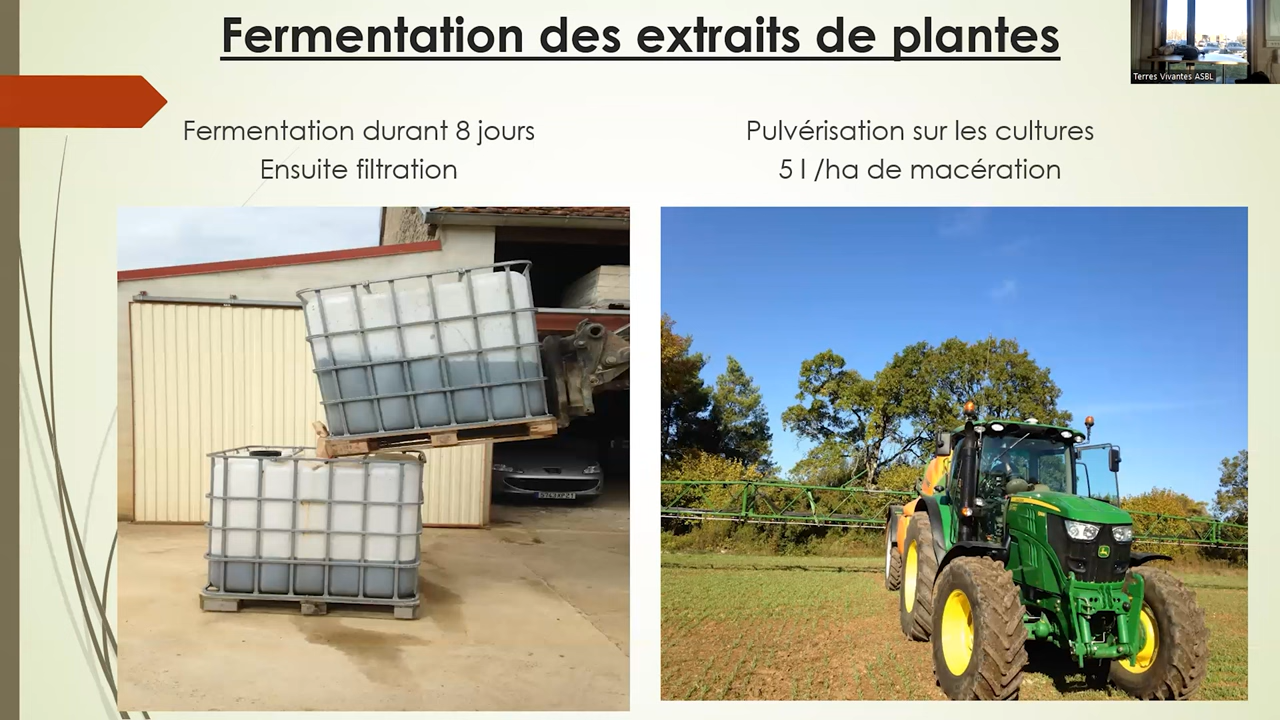 Fermentation des extraits de plantes
Terres Vivantes ASBL
Fermentation durant 8 jours
Ensuite filtration
Pulvérisation sur les cultures
5 l /ha de macération